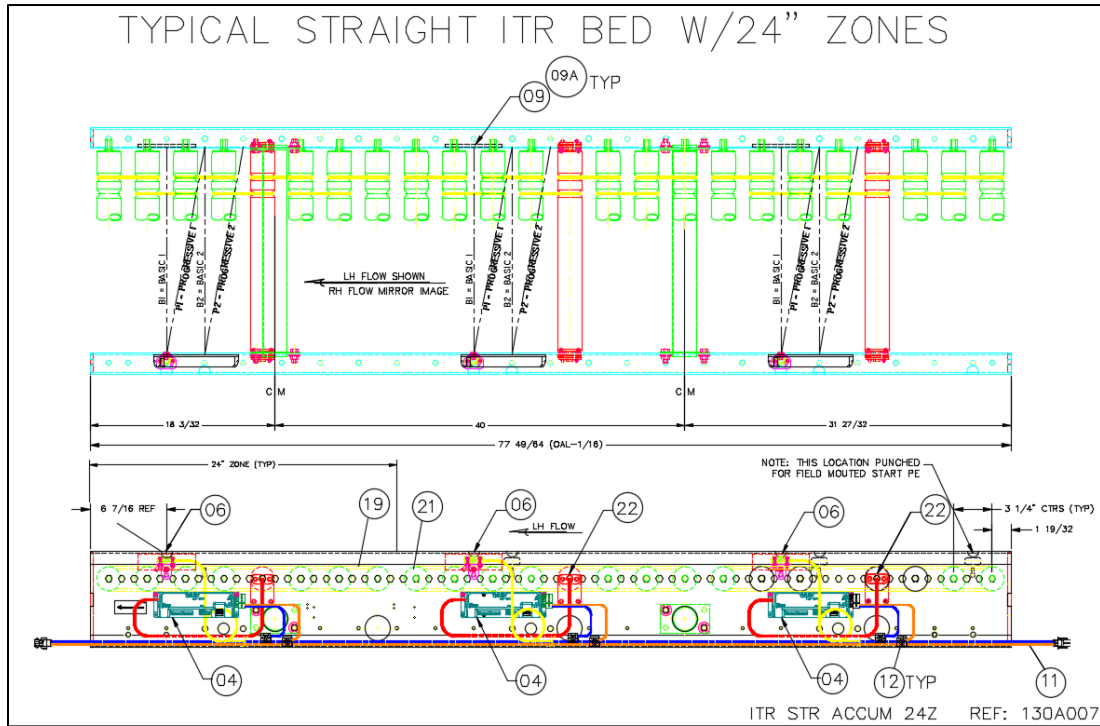 TYPICAL STRAIGHT ITR BED W/24" ZONES
09A
09
TYP
B1 = BASIC 1
P1 - PROGRESSIVE 1
B2 = BASIC 2
P2 - PROGRESSIVE 2
LH FLOW SHOWN
RH FLOW MIRROR IMAGE
B1 = BASIC 1
P1 - PROGRESSIVE 1
B2 = BASIC 2
P2 - PROGRESSIVE 2
B1 = BASIC 1
P1 - PROGRESSIVE 1
B2 = BASIC 2
P2 - PROGRESSIVE 2
C M
C M
18 3/32
40
31 27/32
77 49/64 (OAL-1/16)
24" ZONE (TYP)
NOTE: THIS LOCATION PUNCHED
FOR FIELD MOUTED START PE
6 7/16 REF
06
19
21
06
LH FLOW
22
06
22
3 1/4" CTRS (TYP)
1 19/32
04
04
04
12
TYP
11
ITR STR ACCUM 24Z REF: 130A007